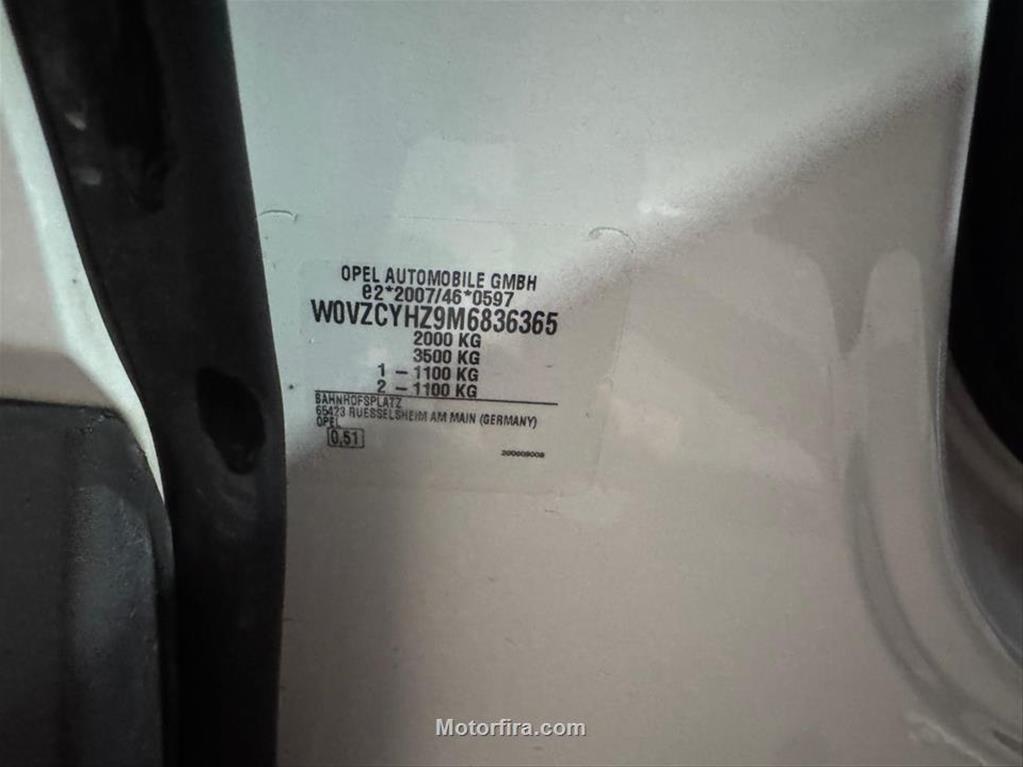 OPEL AUTOMOBILE GMBH
e2*2007/46*0597
W0VZCYHZ9M6836365
2000 KG
3500 KG
1 - 1100 KG
2 - 1100 KG
BAHNHOFSPLATZ
65423 RUESSELSHEIM AM MAIN (GERMANY)
OPEL
0,51
Motorfira.com